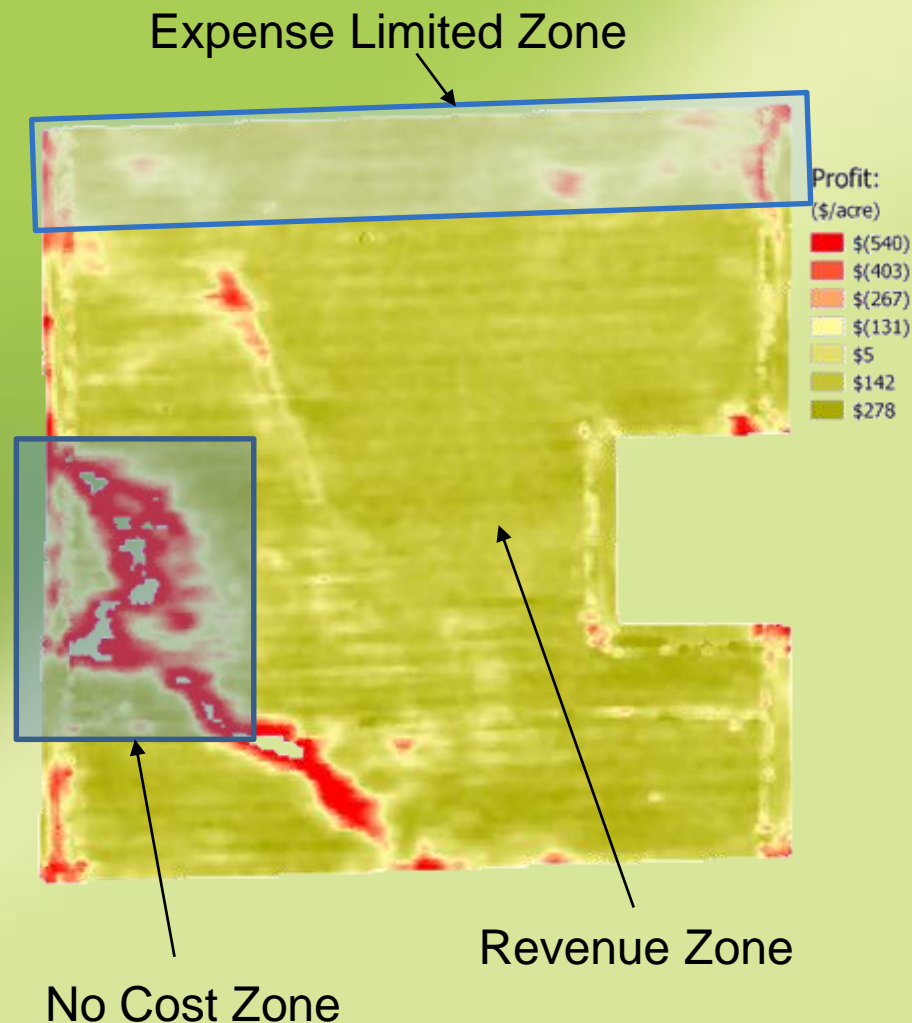 Expense Limited Zone
Profit:
($/acre)
$(540)
$(403)
$(267)
$(131)
$5
$142
$278
Revenue Zone
No Cost Zone